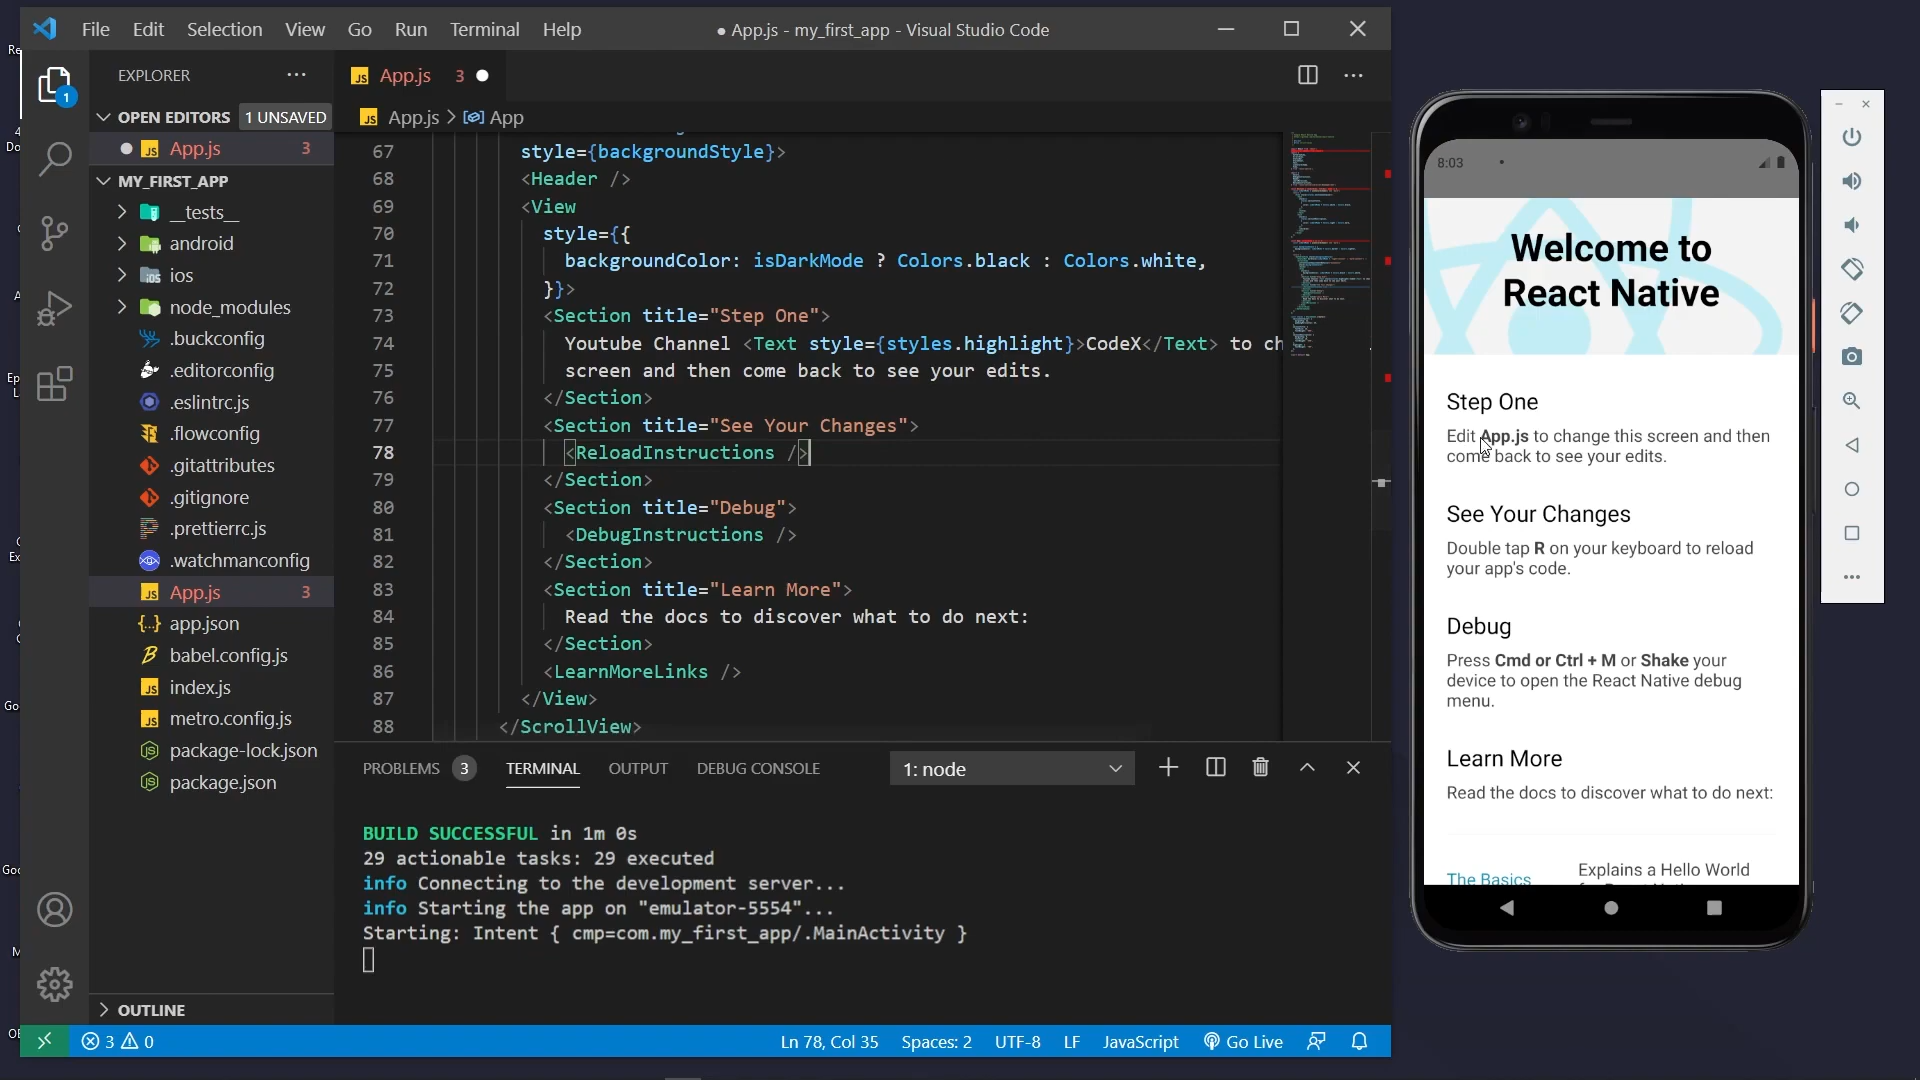 File Edit Selection View Go Run Terminal Help
● App.js - my_first_app - Visual Studio Code
EXPLORER
OPEN EDITORS 1 UNSAVED
App.js 3
MY_FIRST_APP
__tests__
android
ios
node_modules
.buckconfig
.editorconfig
.eslintrc.js
.flowconfig
.gitattributes
.gitignore
.prettierrc.js
.watchmanconfig
App.js 3
app.json
babel.config.js
index.js
metro.config.js
package-lock.json
package.json
OUTLINE
1
App.js 3
App.js > App
67 style={backgroundStyle}>
68 <Header />
69 <View
70 style={{
71 backgroundColor: isDarkMode ? Colors.black : Colors.white,
72 }}>
73 <Section title="Step One">
74 Youtube Channel <Text style={styles.highlight}>CodeX</Text> to ch
75 screen and then come back to see your edits.
76 </Section>
77 <Section title="See Your Changes">
78 <ReloadInstructions />
79 </Section>
80 <Section title="Debug">
81 <DebugInstructions />
82 </Section>
83 <Section title="Learn More">
84 Read the docs to discover what to do next:
85 </Section>
86 <LearnMoreLinks />
87 </View>
88 </ScrollView>
PROBLEMS 3 TERMINAL OUTPUT DEBUG CONSOLE 1: node
BUILD SUCCESSFUL in 1m 0s
29 actionable tasks: 29 executed
info Connecting to the development server...
info Starting the app on "emulator-5554"...
Starting: Intent { cmp=com.my_first_app/.MainActivity }
3 0
Ln 78, Col 35 Spaces: 2 UTF-8 LF JavaScript Go Live
8:03
Welcome to
React Native
Step One
Edit App.js to change this screen and then
come back to see your edits.
See Your Changes
Double tap R on your keyboard to reload
your app's code.
Debug
Press Cmd or Ctrl + M or Shake your
device to open the React Native debug
menu.
Learn More
Read the docs to discover what to do next:
The Basics
Explains a Hello World